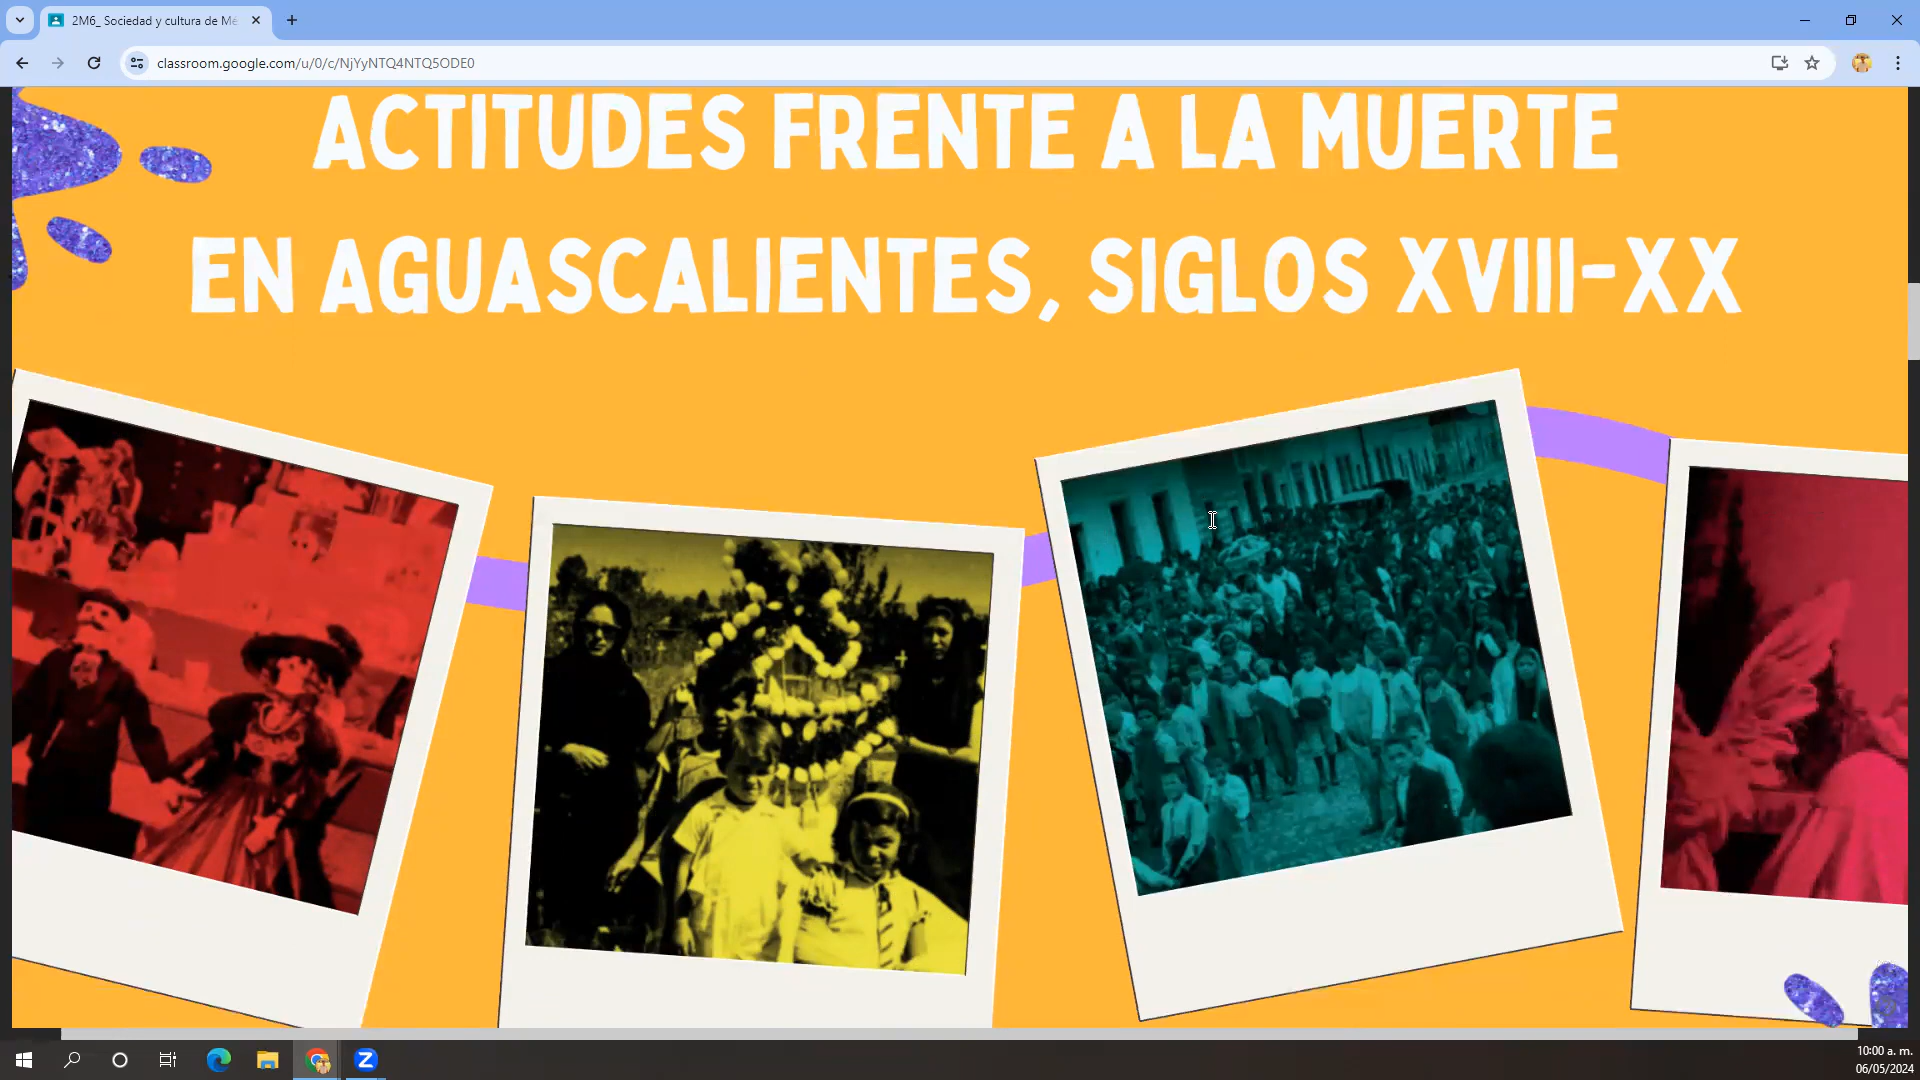 2M6_ Sociedad y cultura de Mé
classroom.google.com/u/0/c/NjYyNTQ4NTQ5ODE0
ACTITUDES FRENTE A LA MUERTE
EN AGUASCALIENTES, SIGLOS XVIII-XX
10:00 a. m.
06/05/2024